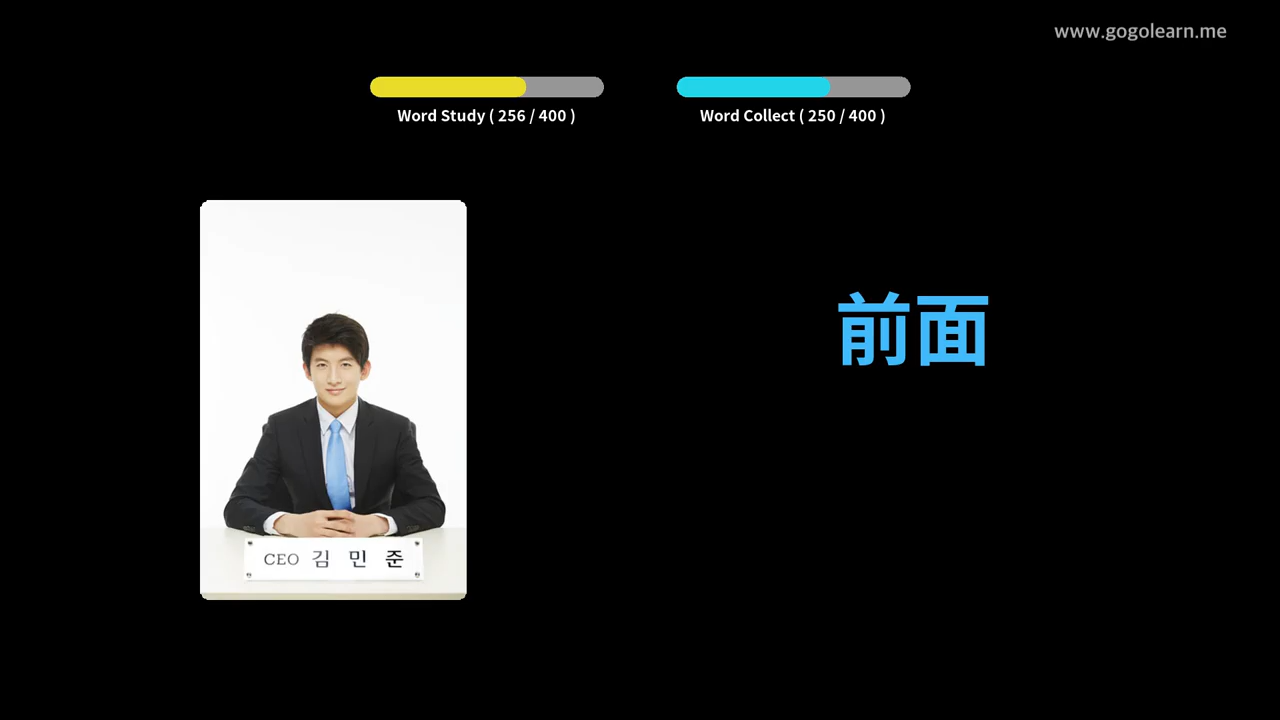 www.gogolearn.me
Word Study ( 256 / 400 )
Word Collect ( 250 / 400 )
前面
CEO 김 민 준